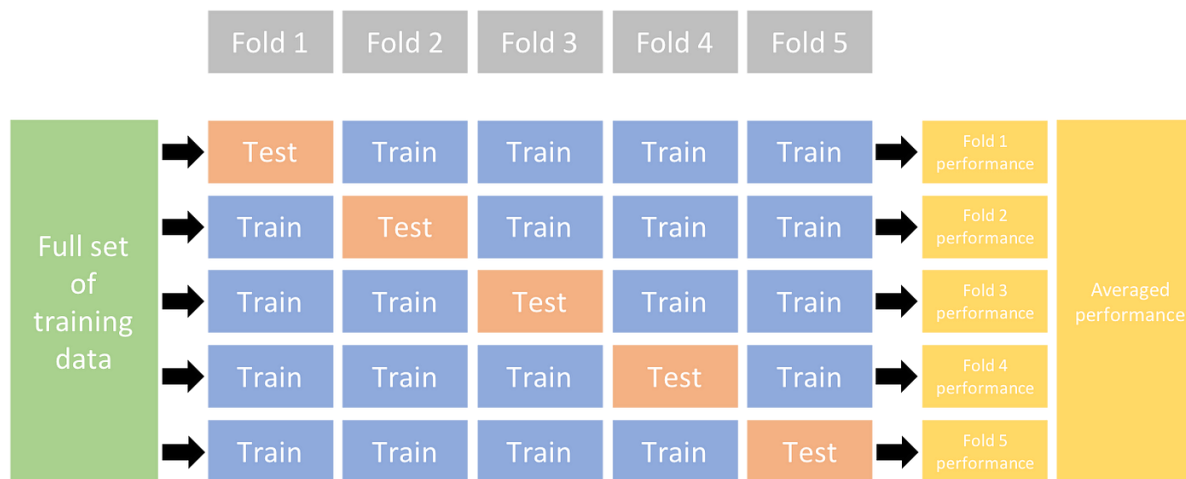 Fold 1 Fold 2 Fold 3 Fold 4 Fold 5
Full set
of
training
data
Test Train Train Train Train
Fold 1
performance
Train Test Train Train Train
Fold 2
performance
Train Train Test Train Train
Fold 3
performance
Train Train Train Test Train
Fold 4
performance
Train Train Train Train Test
Fold 5
performance
Averaged
performance